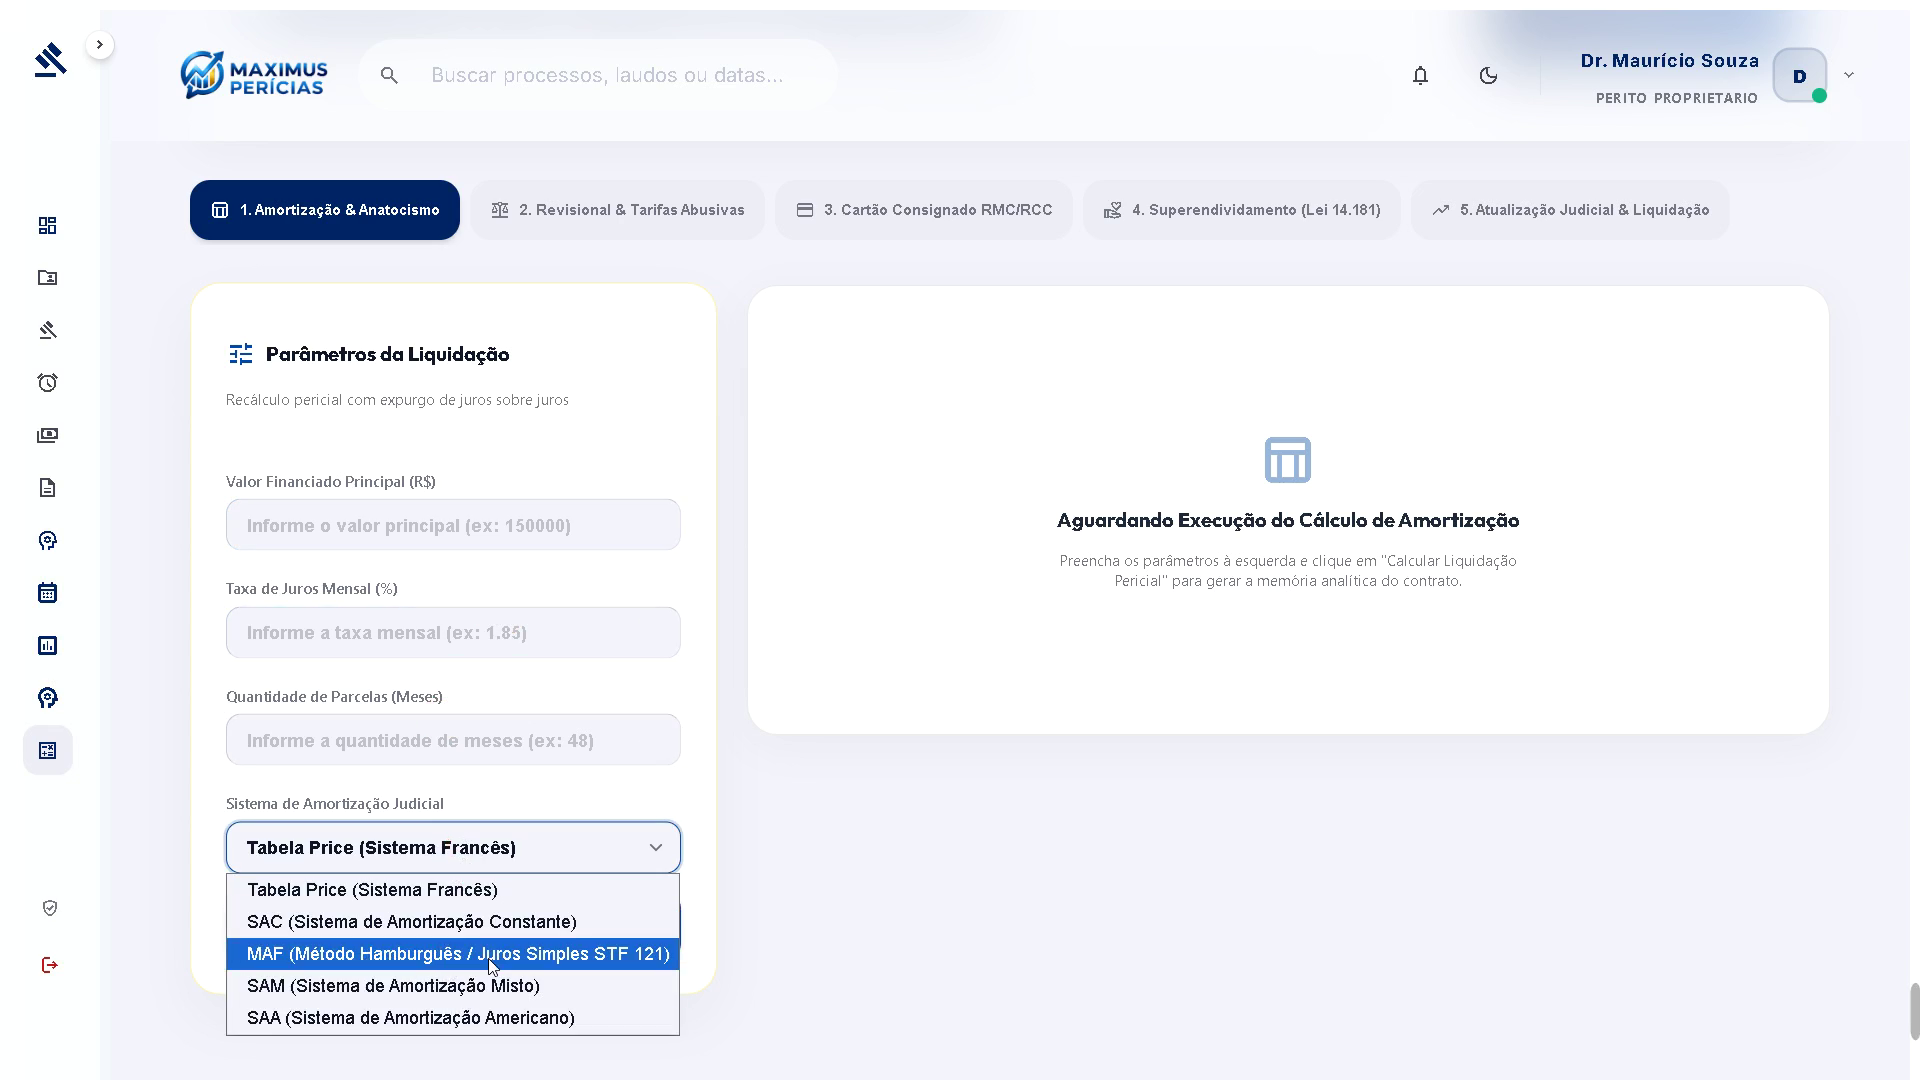 MAXIMUS
PERÍCIAS
Buscar processos, laudos ou datas...
Dr. Maurício Souza
PERITO PROPRIETARIO
D
1. Amortização & Anatocismo
2. Revisional & Tarifas Abusivas
3. Cartão Consignado RMC/RCC
4. Superendividamento (Lei 14.181)
5. Atualização Judicial & Liquidação
Parâmetros da Liquidação
Recálculo pericial com expurgo de juros sobre juros
Valor Financiado Principal (R$)
Informe o valor principal (ex: 150000)
Taxa de Juros Mensal (%)
Informe a taxa mensal (ex: 1.85)
Quantidade de Parcelas (Meses)
Informe a quantidade de meses (ex: 48)
Sistema de Amortização Judicial
Tabela Price (Sistema Francês)
Tabela Price (Sistema Francês)
SAC (Sistema de Amortização Constante)
MAF (Método Hamburguês / Juros Simples STF 121)
SAM (Sistema de Amortização Misto)
SAA (Sistema de Amortização Americano)
Aguardando Execução do Cálculo de Amortização
Preencha os parâmetros à esquerda e clique em "Calcular Liquidação
Pericial" para gerar a memória analítica do contrato.